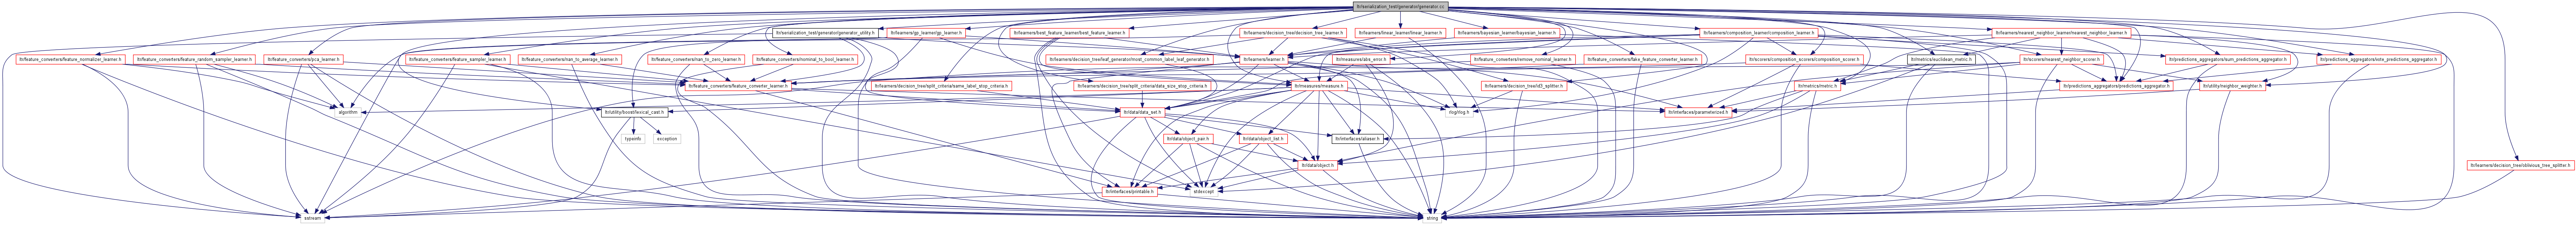 ltr/serialization_test/generator/generator.cc
ltr/serialization_test/generator/generator_utility.h
ltr/learners/gp_learner/gp_learner.h
ltr/learners/best_feature_learner/best_feature_learner.h
ltr/learners/decision_tree/decision_tree_learner.h
ltr/learners/linear_learner/linear_learner.h
ltr/learners/bayesian_learner/bayesian_learner.h
ltr/learners/composition_learner/composition_learner.h
ltr/learners/nearest_neighbor_learner/nearest_neighbor_learner.h
ltr/feature_converters/feature_normalizer_learner.h
ltr/feature_converters/feature_random_sampler_learner.h
ltr/feature_converters/pca_learner.h
ltr/feature_converters/feature_sampler_learner.h
ltr/feature_converters/nan_to_average_learner.h
ltr/feature_converters/nan_to_zero_learner.h
ltr/feature_converters/nominal_to_bool_learner.h
ltr/learners/decision_tree/leaf_generator/most_common_label_leaf_generator.h
ltr/learners/learner.h
ltr/measures/abs_error.h
ltr/feature_converters/remove_nominal_learner.h
ltr/feature_converters/fake_feature_converter_learner.h
ltr/scorers/composition_scorers/composition_scorer.h
ltr/metrics/euclidean_metric.h
ltr/scorers/nearest_neighbor_scorer.h
ltr/predictions_aggregators/sum_predictions_aggregator.h
ltr/predictions_aggregators/vote_predictions_aggregator.h
ltr/feature_converters/feature_converter_learner.h
ltr/learners/decision_tree/split_criteria/same_label_stop_criteria.h
ltr/learners/decision_tree/split_criteria/data_size_stop_criteria.h
ltr/measures/measure.h
ltr/learners/decision_tree/id3_splitter.h
ltr/metrics/metric.h
ltr/predictions_aggregators/predictions_aggregator.h
ltr/utility/neighbor_weighter.h
algorithm
ltr/utility/boost/lexical_cast.h
ltr/data/data_set.h
rlog/rlog.h
ltr/interfaces/parameterized.h
typeinfo
exception
ltr/data/object_pair.h
ltr/data/object_list.h
ltr/interfaces/aliaser.h
ltr/data/object.h
ltr/learners/decision_tree/oblivious_tree_splitter.h
ltr/interfaces/printable.h
stdexcept
sstream
string